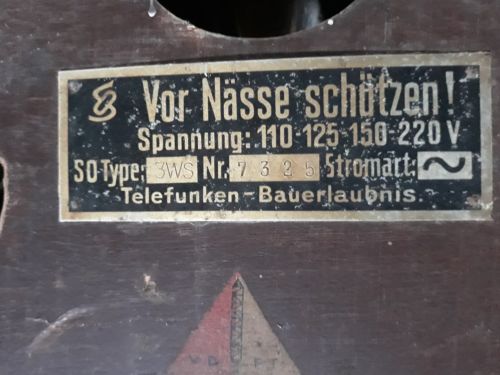 Vor Nässe schützen!
Spannung: 110-125-150-220 V
SO-Type: 3WS Nr. 7325 Stromart: ~
Telefunken-Bauerlaubnis.